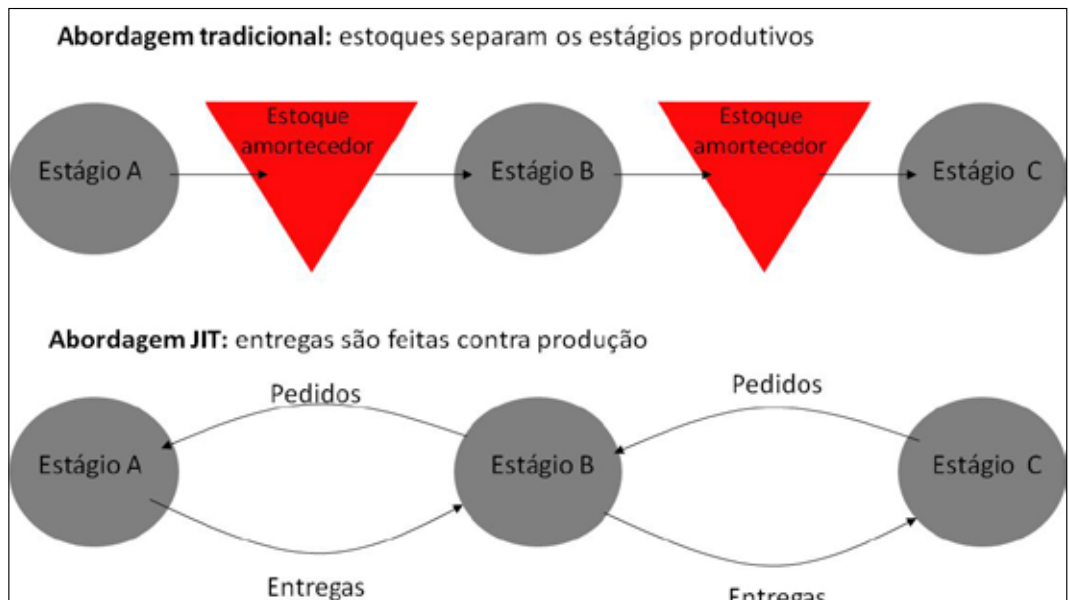 Abordagem tradicional: estoques separam os estágios produtivos
Estágio A
Estoque
amortecedor
Estágio B
Estoque
amortecedor
Estágio C
Abordagem JIT: entregas são feitas contra produção
Pedidos
Pedidos
Estágio A
Estágio B
Estágio C
Entregas
Entregas